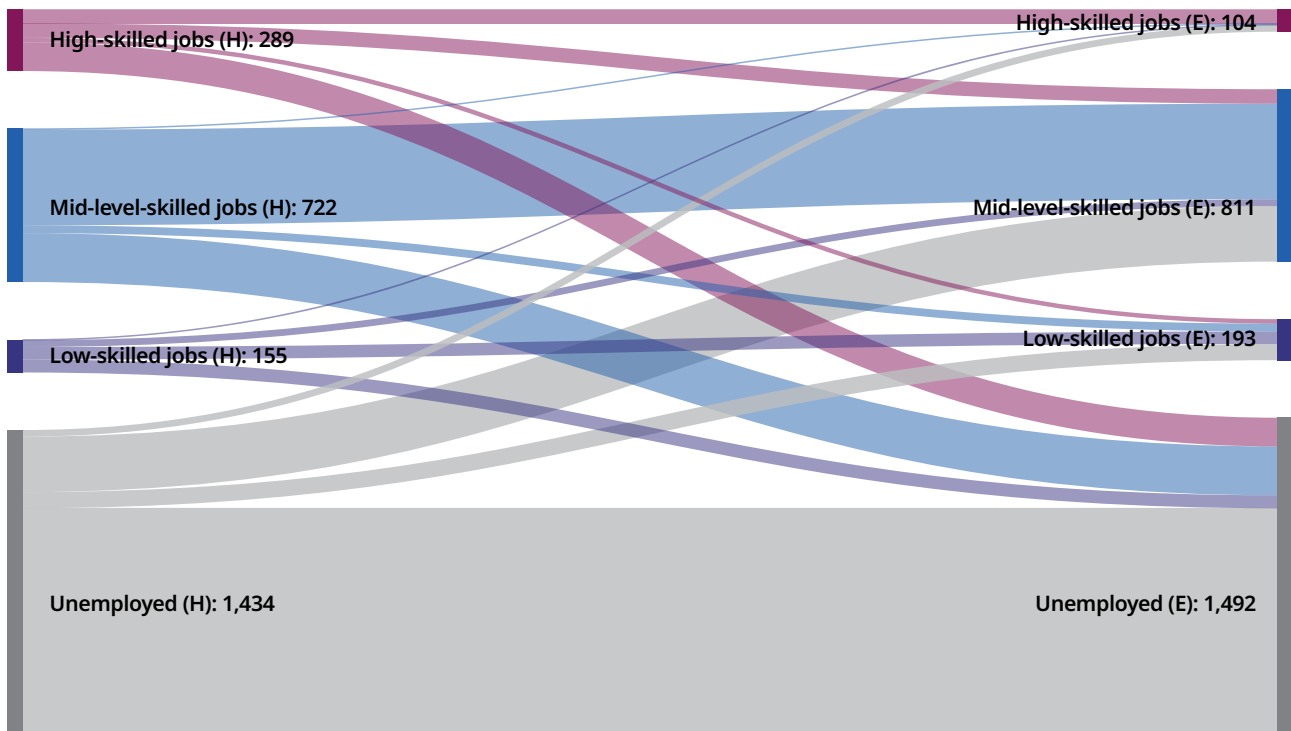 High-skilled jobs (H): 289
High-skilled jobs (E): 104
Mid-level-skilled jobs (H): 722
Mid-level-skilled jobs (E): 811
Low-skilled jobs (H): 155
Low-skilled jobs (E): 193
Unemployed (H): 1,434
Unemployed (E): 1,492